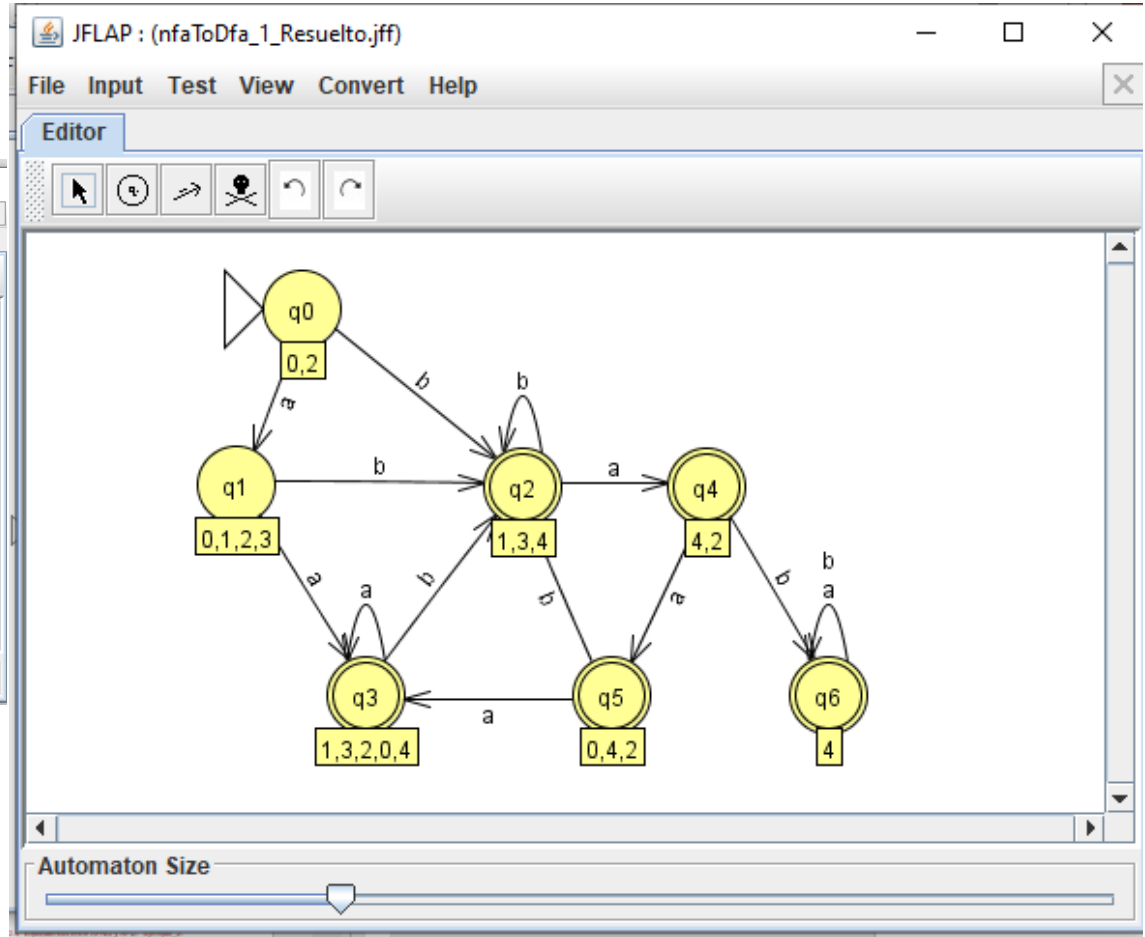 JFLAP : (nfaToDfa_1_Resuelto.jff)
File Input Test View Convert Help
Editor
q
q0
0,2
a
b
b
q1
b
q2
a
q4
0,1,2,3
1,3,4
4,2
a
a
b
b
a
b
b
a
q3
a
q5
q6
1,3,2,0,4
0,4,2
4
Automaton Size